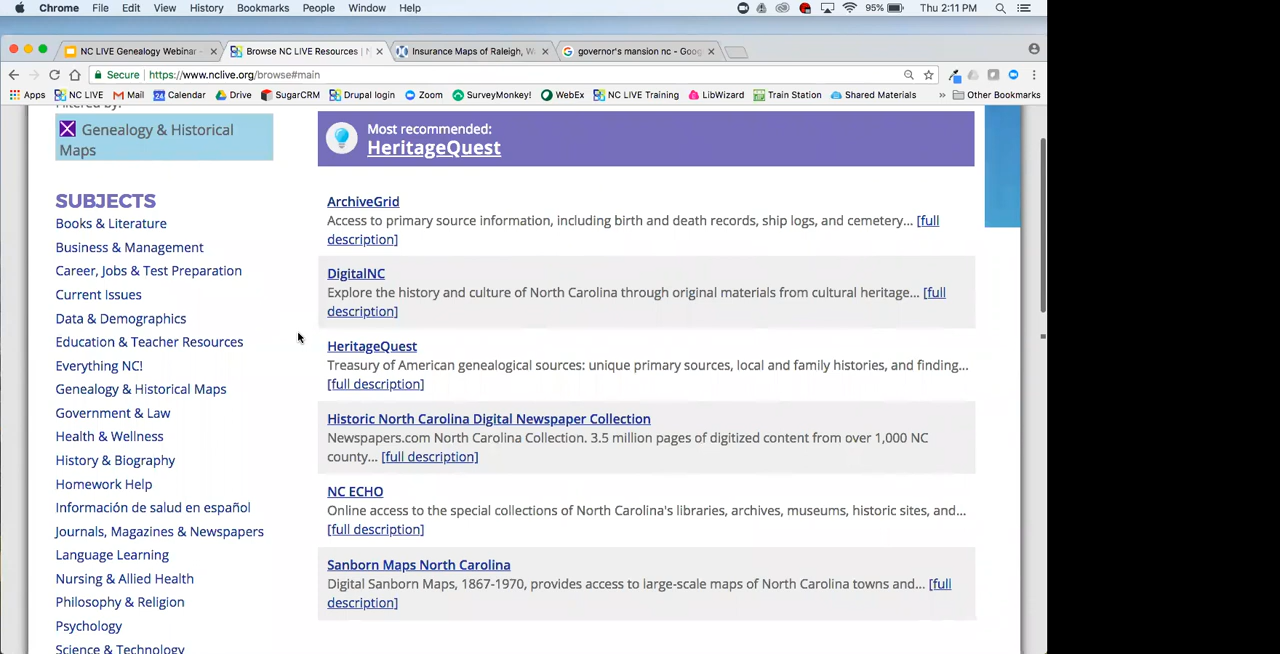 Chrome File Edit View History Bookmarks People Window Help 95% Thu 2:11 PM
NC LIVE Genealogy Webinar - Browse NC LIVE Resources | Insurance Maps of Raleigh, W governor's mansion nc - Goog
Secure https://www.nclive.org/browse#main
Apps NC LIVE Mail Calendar Drive SugarCRM Drupal login Zoom SurveyMonkey! WebEx NC LIVE Training LibWizard Train Station Shared Materials » Other Bookmarks
Filtered by:
Genealogy & Historical
Maps
SUBJECTS
Books & Literature
Business & Management
Career, Jobs & Test Preparation
Current Issues
Data & Demographics
Education & Teacher Resources
Everything NC!
Genealogy & Historical Maps
Government & Law
Health & Wellness
History & Biography
Homework Help
Información de salud en español
Journals, Magazines & Newspapers
Language Learning
Nursing & Allied Health
Philosophy & Religion
Psychology
Science & Technology
Most recommended:
HeritageQuest
ArchiveGrid
Access to primary source information, including birth and death records, ship logs, and cemetery... [full
description]
DigitalNC
Explore the history and culture of North Carolina through original materials from cultural heritage... [full
description]
HeritageQuest
Treasury of American genealogical sources: unique primary sources, local and family histories, and finding...
[full description]
Historic North Carolina Digital Newspaper Collection
Newspapers.com North Carolina Collection. 3.5 million pages of digitized content from over 1,000 NC
county... [full description]
NC ECHO
Online access to the special collections of North Carolina's libraries, archives, museums, historic sites, and...
[full description]
Sanborn Maps North Carolina
Digital Sanborn Maps, 1867-1970, provides access to large-scale maps of North Carolina towns and... [full
description]